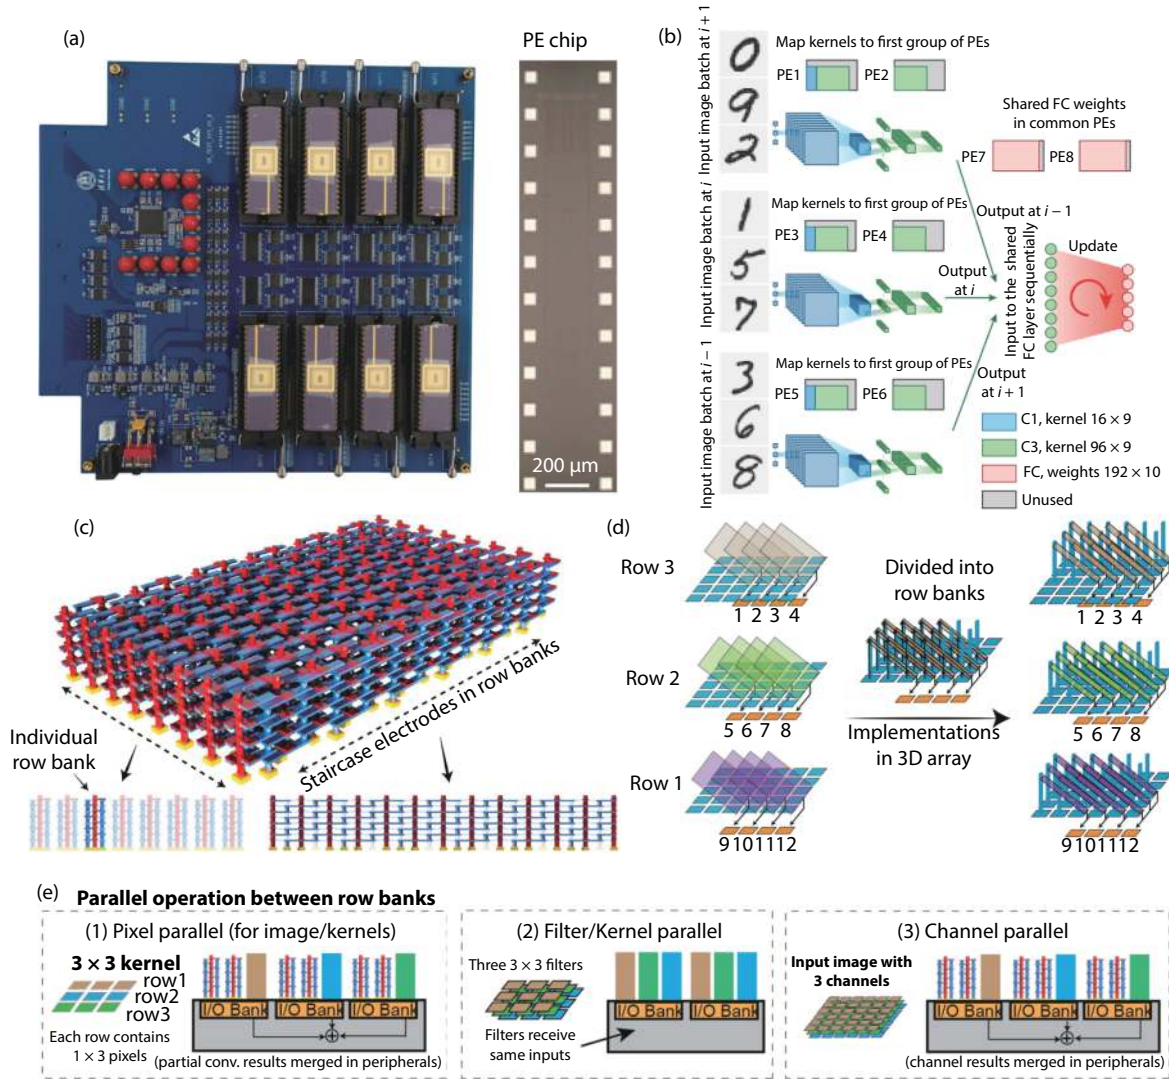 (a)
PE chip
200 μm
(b)
Input image batch at i + 1
Map kernels to first group of PEs
PE1
PE2
Shared FC weights
in common PEs
PE7
PE8
Input image batch at i
Map kernels to first group of PEs
PE3
PE4
Output at i − 1
Output
at i
Input to the shared
FC layer sequentially
Update
Input image batch at i − 1
Map kernels to first group of PEs
PE5
PE6
Output
at i + 1
0
9
2
1
5
7
3
6
8
C1, kernel 16 × 9
C3, kernel 96 × 9
FC, weights 192 × 10
Unused
(c)
Staircase electrodes in row banks
Individual
row bank
(d)
Row 3
1 2 3 4
Row 2
5 6 7 8
Row 1
9 10 11 12
Divided into
row banks
Implementations
in 3D array
1 2 3 4
5 6 7 8
9 10 11 12
(e)
Parallel operation between row banks
(1) Pixel parallel (for image/kernels)
3 × 3 kernel
row1
row2
row3
Each row contains
1 × 3 pixels
I/O Bank I/O Bank I/O Bank
(partial conv. results merged in peripherals)
(2) Filter/Kernel parallel
Three 3 × 3 filters
I/O Bank I/O Bank
Filters receive
same inputs
(3) Channel parallel
Input image with
3 channels
I/O Bank I/O Bank I/O Bank
(channel results merged in peripherals)